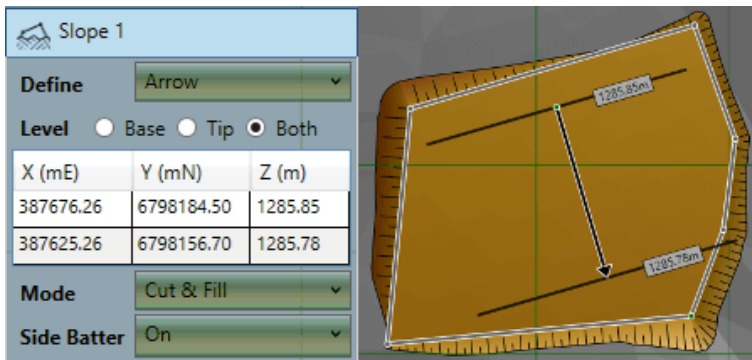 Slope 1
Define Arrow
Level Base Tip Both
X (mE) Y (mN) Z (m)
387676.26 6798184.50 1285.85
387625.26 6798156.70 1285.78
Mode Cut & Fill
Side Batter On
1285.85m
1285.78m